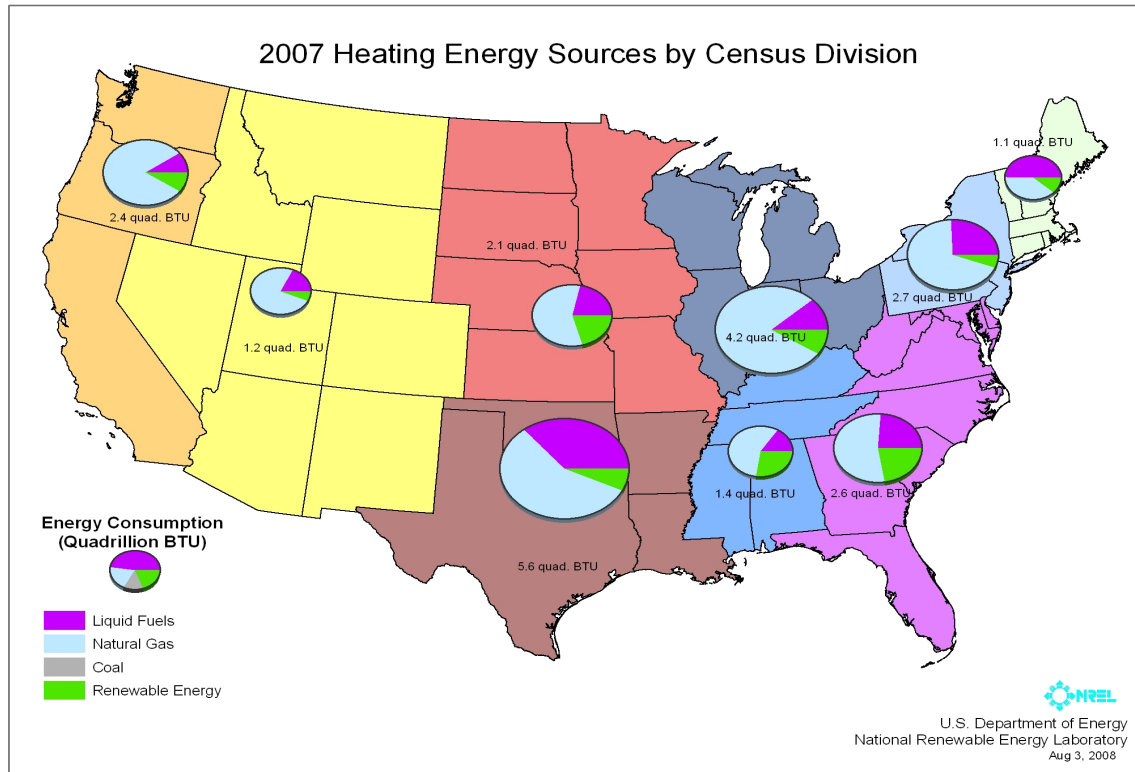 2007 Heating Energy Sources by Census Division
1.1 quad. BTU
2.4 quad. BTU
2.1 quad. BTU
2.7 quad. BTU
1.2 quad. BTU
4.2 quad. BTU
1.4 quad. BTU
2.6 quad. BTU
5.6 quad. BTU
Energy Consumption
(Quadrillion BTU)
Liquid Fuels
Natural Gas
Coal
Renewable Energy
NREL
U.S. Department of Energy
National Renewable Energy Laboratory
Aug 3, 2008